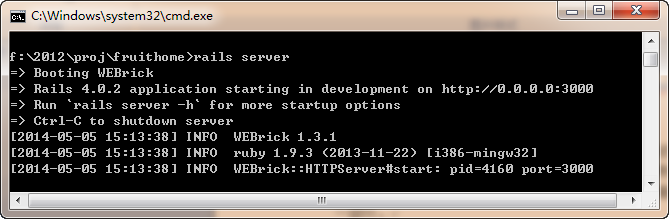 C:\Windows\system32\cmd.exe
f:\2012\proj\fruithome>rails server
=> Booting WEBrick
=> Rails 4.0.2 application starting in development on http://0.0.0.0:3000
=> Run `rails server -h` for more startup options
=> Ctrl-C to shutdown server
[2014-05-05 15:13:38] INFO  WEBrick 1.3.1
[2014-05-05 15:13:38] INFO  ruby 1.9.3 (2013-11-22) [i386-mingw32]
[2014-05-05 15:13:38] INFO  WEBrick::HTTPServer#start: pid=4160 port=3000